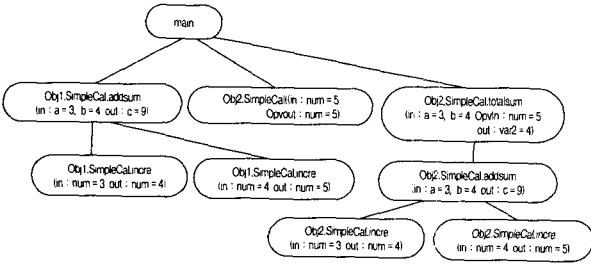 main
Obj1.SimpleCal.addsum
(in : a = 3, b = 4 out : c = 9)
Obj2.SimpleCal(in : num = 5
Opvout : num = 5)
Obj2.SimpleCal.totalsum
(in : a = 3, b = 4 OpvIn : num = 5
out : var2 = 4)
Obj1.SimpleCal.incre
(in : num = 3 out : num = 4)
Obj1.SimpleCal.incre
(in : num = 4 out : num = 5)
Obj2.SimpleCal.addsum
(in : a = 3, b = 4 out : c = 9)
Obj2.SimpleCal.incre
(in : num = 3 out : num = 4)
Obj2.SimpleCal.incre
(in : num = 4 out : num = 5)